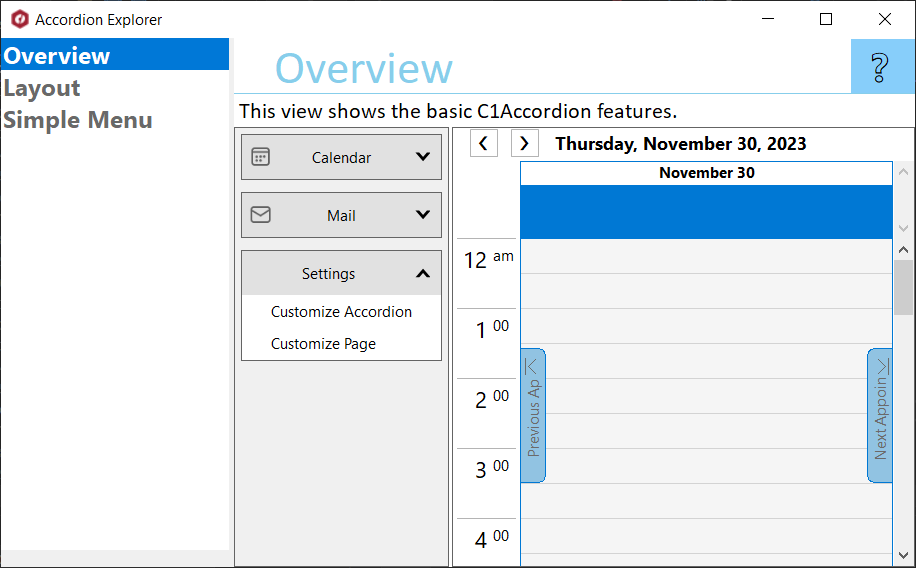 Accordion Explorer
Overview
Layout
Simple Menu
Overview
?
This view shows the basic C1Accordion features.
Calendar
Mail
Settings
Customize Accordion
Customize Page
Thursday, November 30, 2023
November 30
12 am
1 00
2 00
3 00
4 00
Previous Ap
Next Appoin